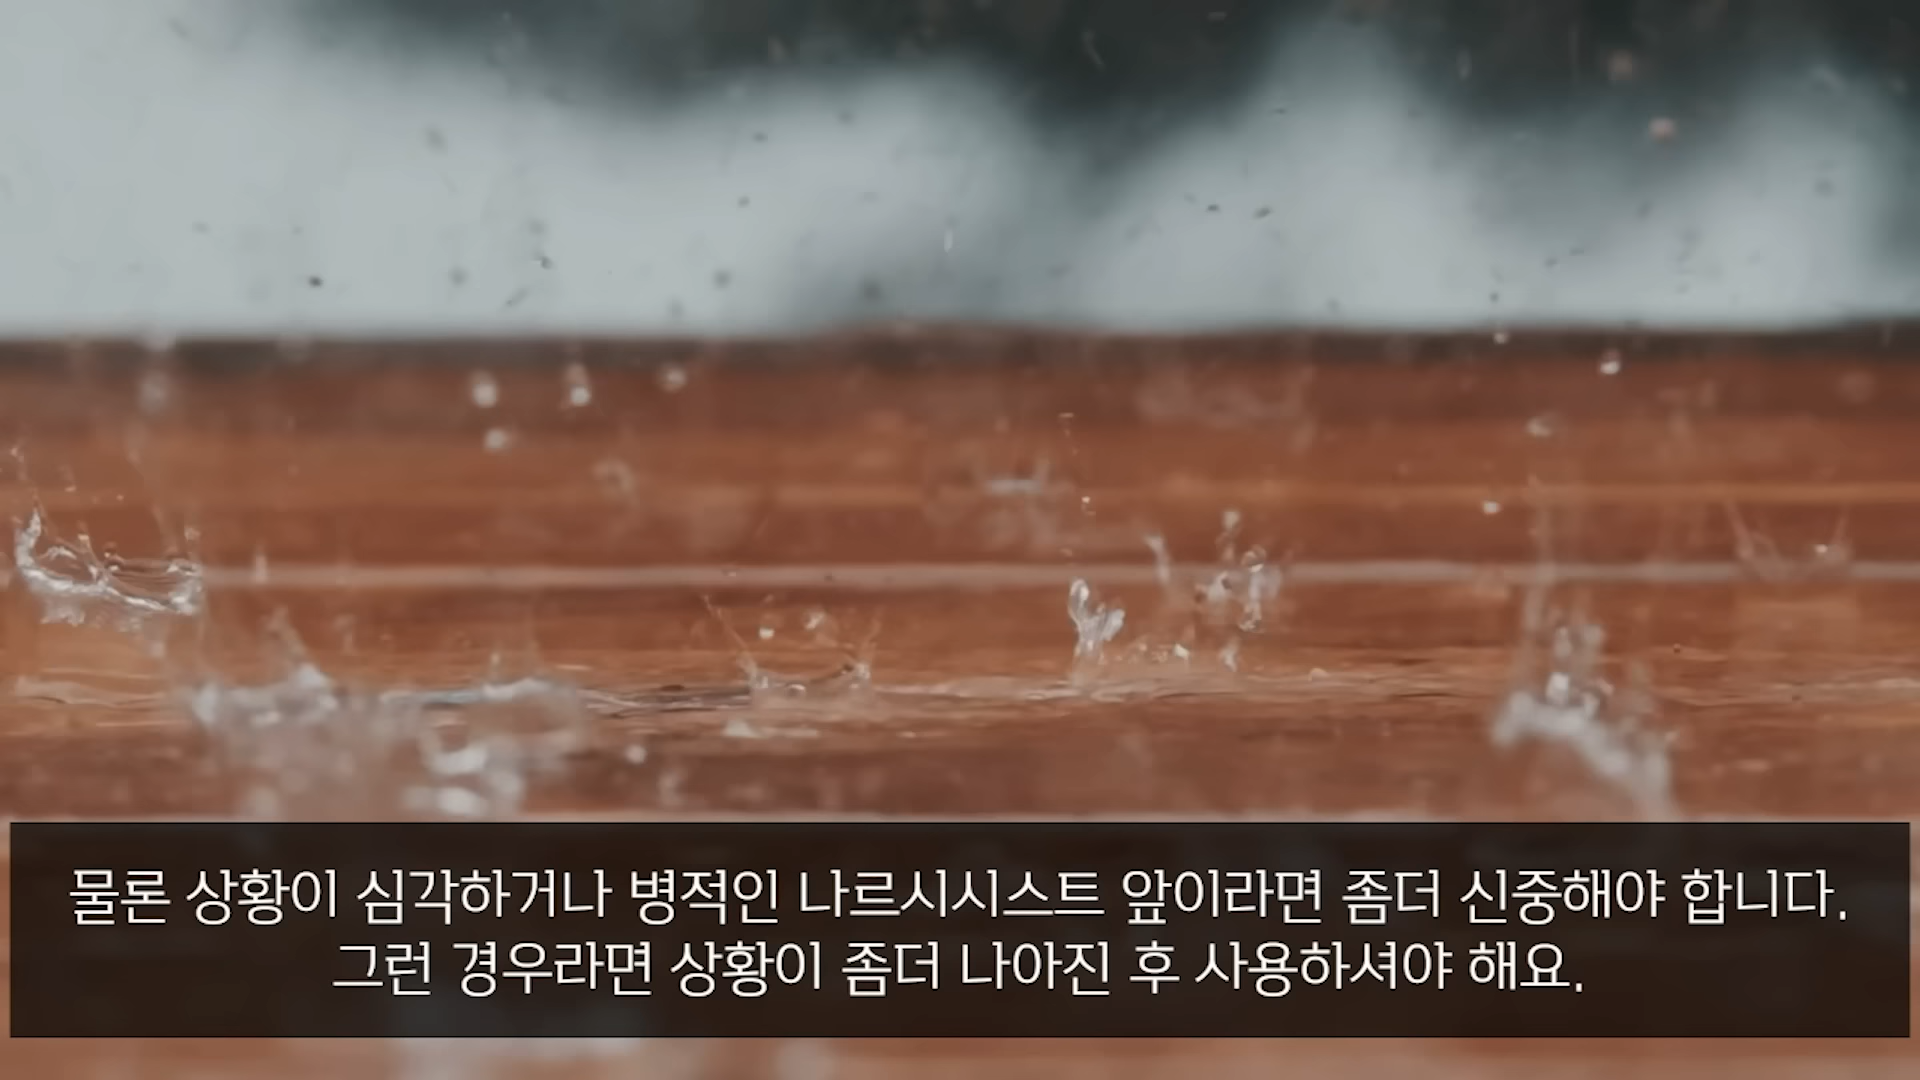 물론 상황이 심각하거나 병적인 나르시시스트 앞이라면 좀더 신중해야 합니다.
그런 경우라면 상황이 좀더 나아진 후 사용하셔야 해요.